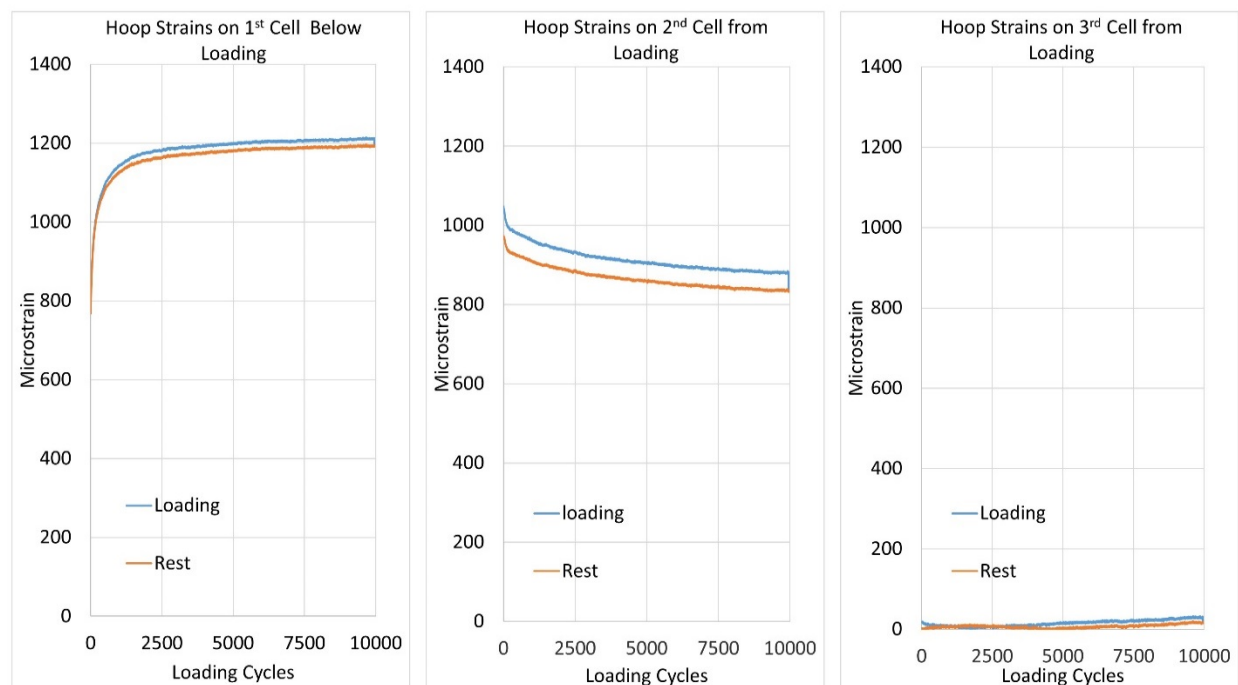 Hoop Strains on 1st Cell Below
Loading
1400
1200
1000
800
600
400
200
0
Microstrain
Loading
Rest
0 2500 5000 7500 10000
Loading Cycles
Hoop Strains on 2nd Cell from
Loading
1400
1200
1000
800
600
400
200
0
Microstrain
loading
Rest
0 2500 5000 7500 10000
Loading Cycles
Hoop Strains on 3rd Cell from
Loading
1400
1200
1000
800
600
400
200
0
Microstrain
Loading
Rest
0 2500 5000 7500 10000
Loading Cycles